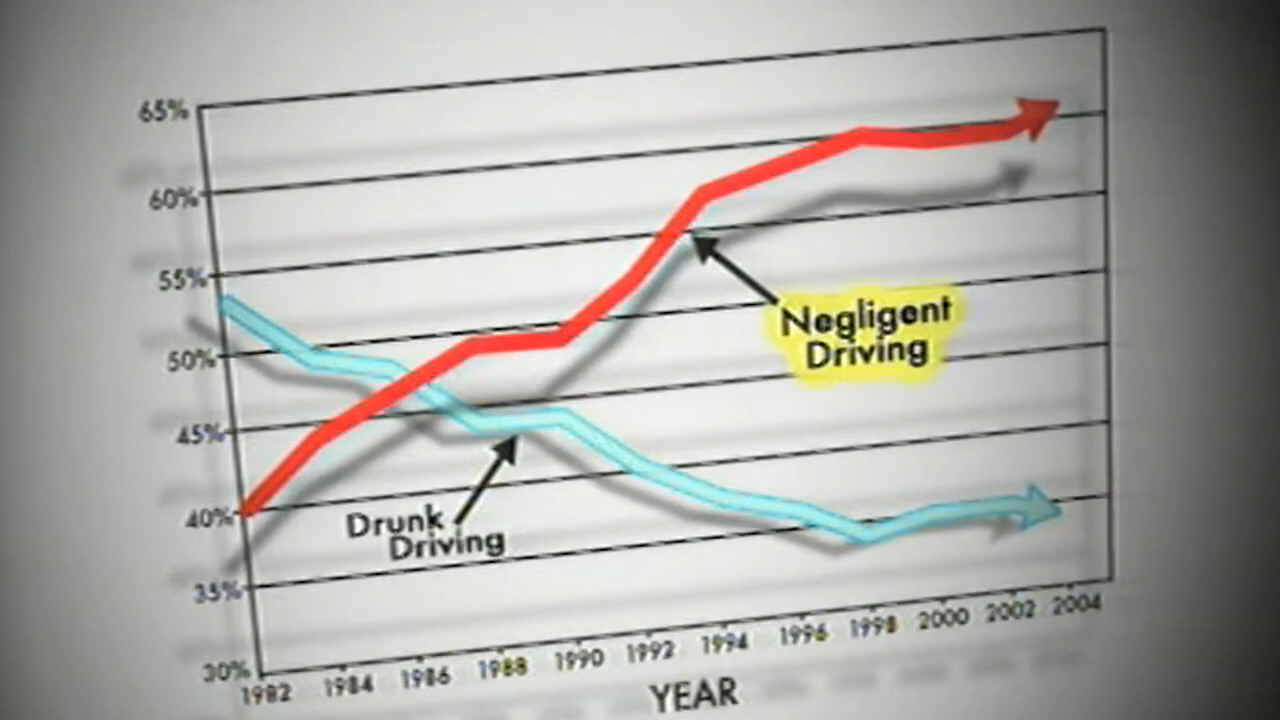 65%
60%
55%
50%
45%
40%
35%
30%
Negligent
Driving
Drunk
Driving
1982 1984 1986 1988 1990 1992 1994 1996 1998 2000 2002 2004
YEAR